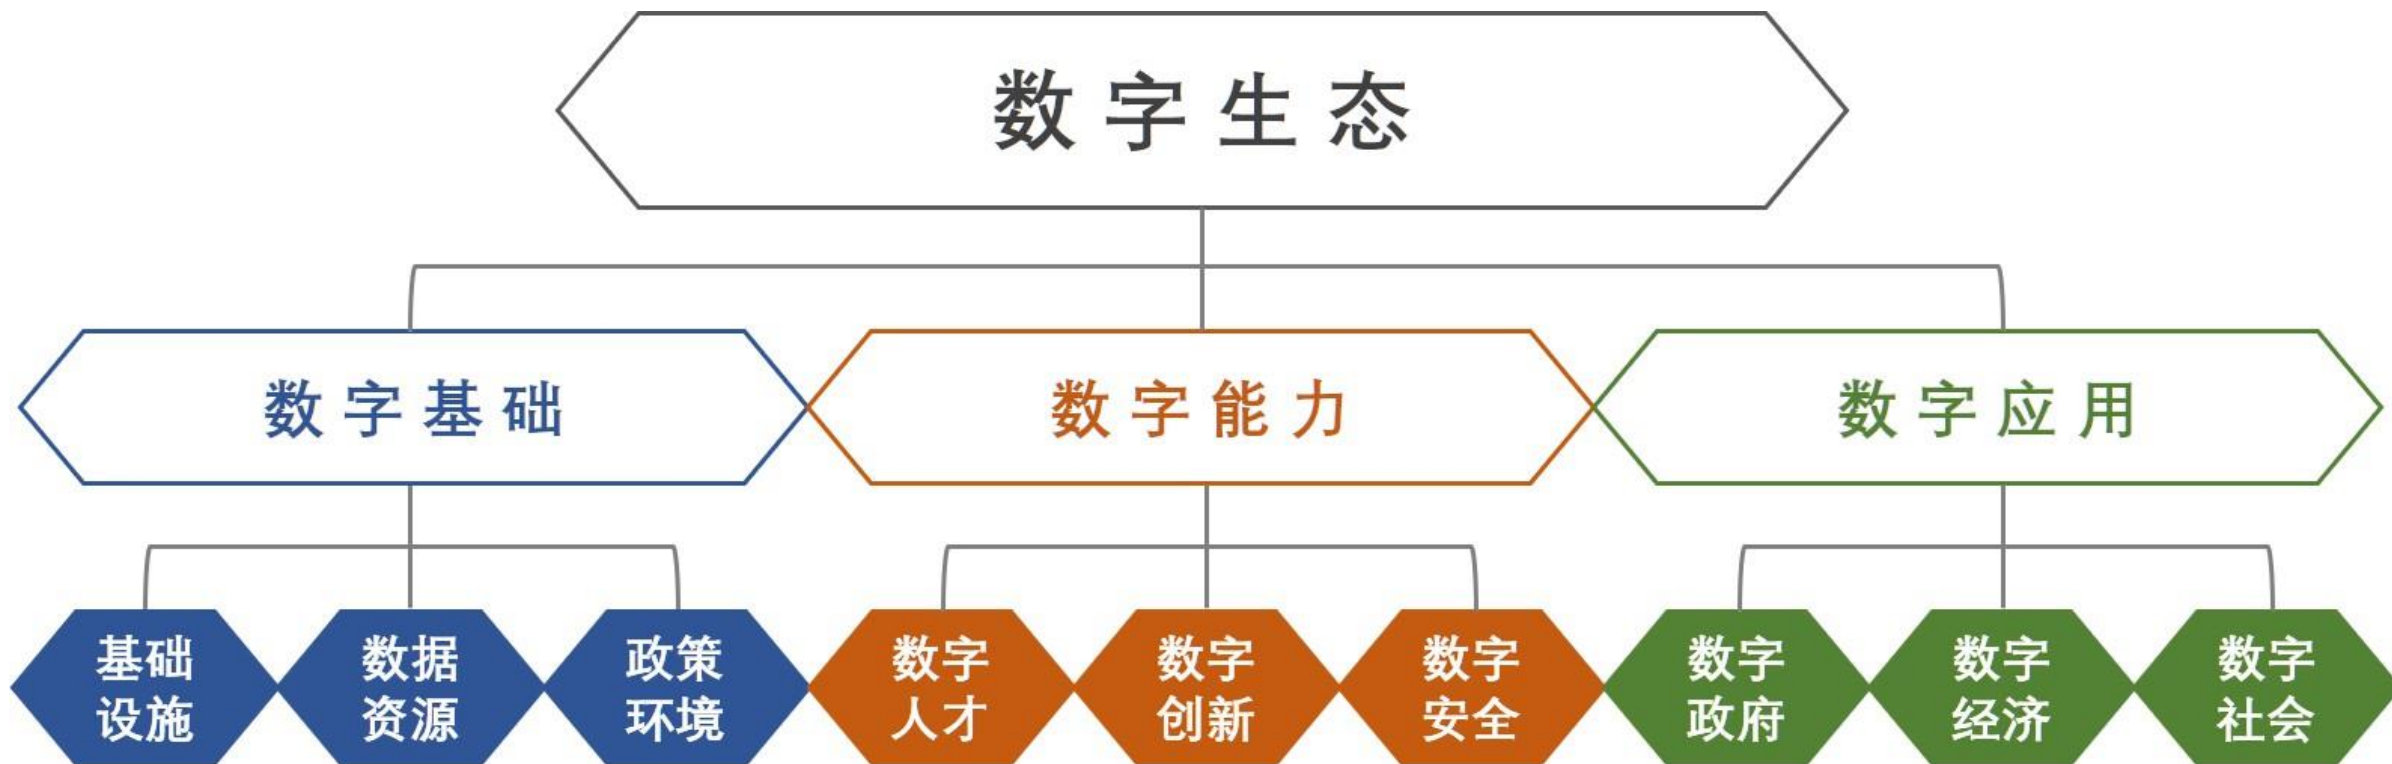 数字生态
数字基础
数字能力
数字应用
基础
设施
数据
资源
政策
环境
数字
人才
数字
创新
数字
安全
数字
政府
数字
经济
数字
社会